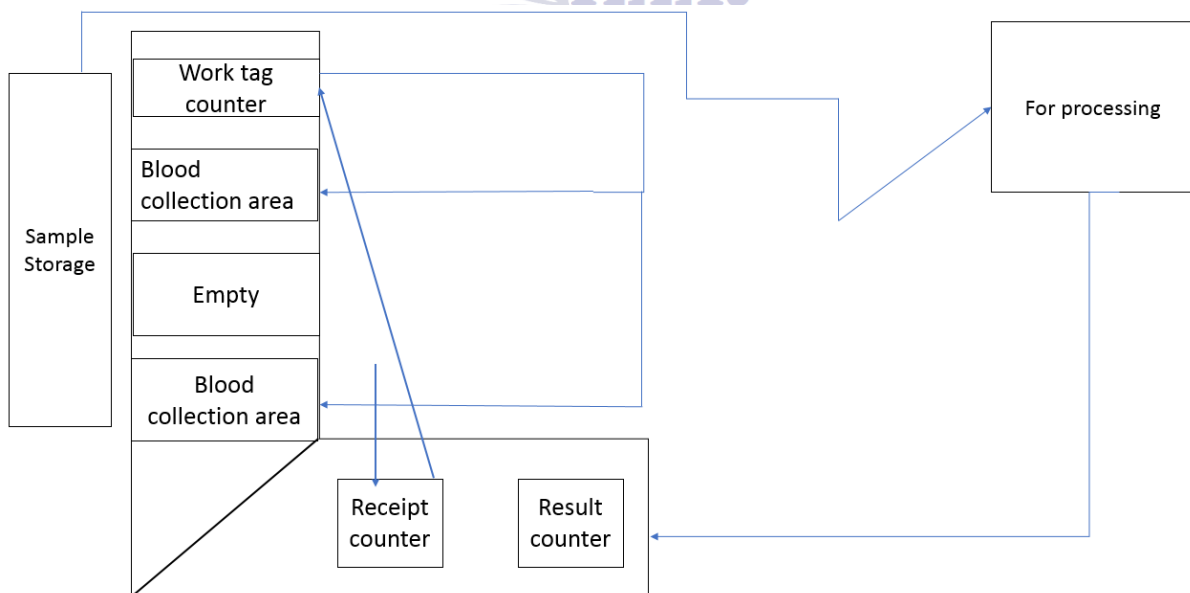 Work tag
counter
For processing
Blood
collection area
Sample
Storage
Empty
Blood
collection area
Receipt
counter
Result
counter